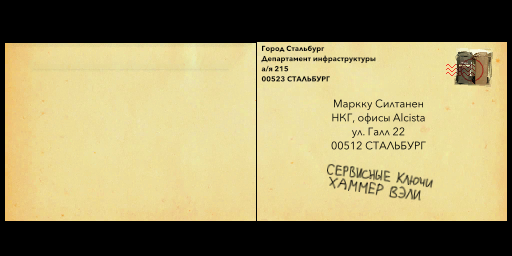 Город Стальбург
Департамент инфраструктуры
а/я 215
00523 СТАЛЬБУРГ
Маркку Силтанен
НКГ, офисы Alcista
ул. Галл 22
00512 СТАЛЬБУРГ
СЕРВИСНЫЕ КЛЮЧИ
ХАММЕР ВЭЛИ